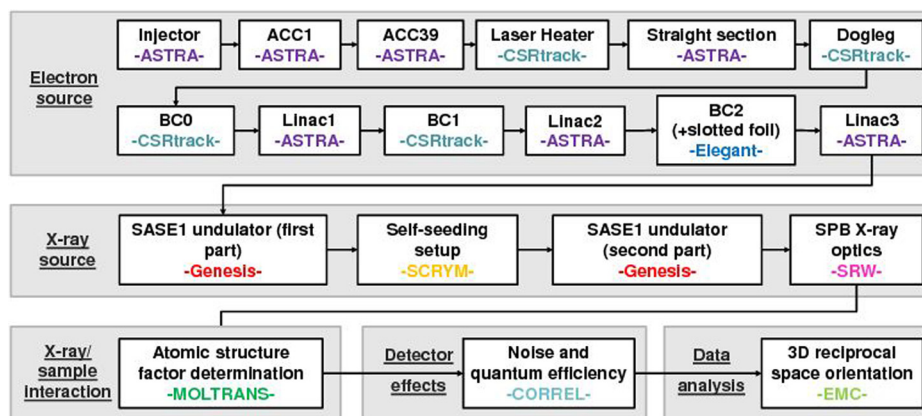 Electron
source
Injector
-ASTRA-
ACC1
-ASTRA-
ACC39
-ASTRA-
Laser Heater
-CSRtrack-
Straight section
-ASTRA-
Dogleg
-CSRtrack-
BC0
-CSRtrack-
Linac1
-ASTRA-
BC1
-CSRtrack-
Linac2
-ASTRA-
BC2
(+slotted foil)
-Elegant-
Linac3
-ASTRA-
X-ray
source
SASE1 undulator (first
part)
-Genesis-
Self-seeding
setup
-SCRYM-
SASE1 undulator
(second part)
-Genesis-
SPB X-ray
optics
-SRW-
X-ray/
sample
interaction
Atomic structure
factor determination
-MOLTRANS-
Detector
effects
Noise and
quantum efficiency
-CORREL-
Data
analysis
3D reciprocal
space orientation
-EMC-